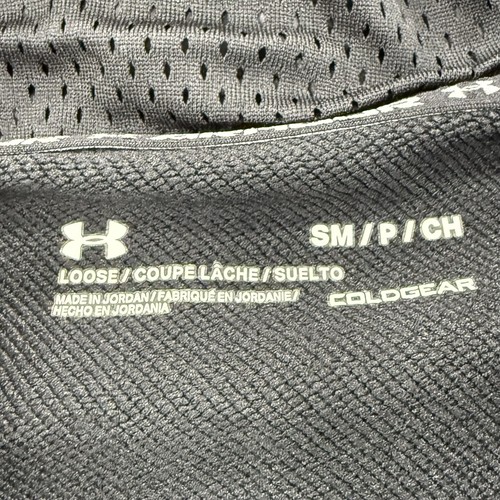 SM/P/CH
LOOSE/COUPE LÂCHE/SUELTO
MADE IN JORDAN/FABRIQUÉ EN JORDANIE/
HECHO EN JORDANIA
COLDGEAR